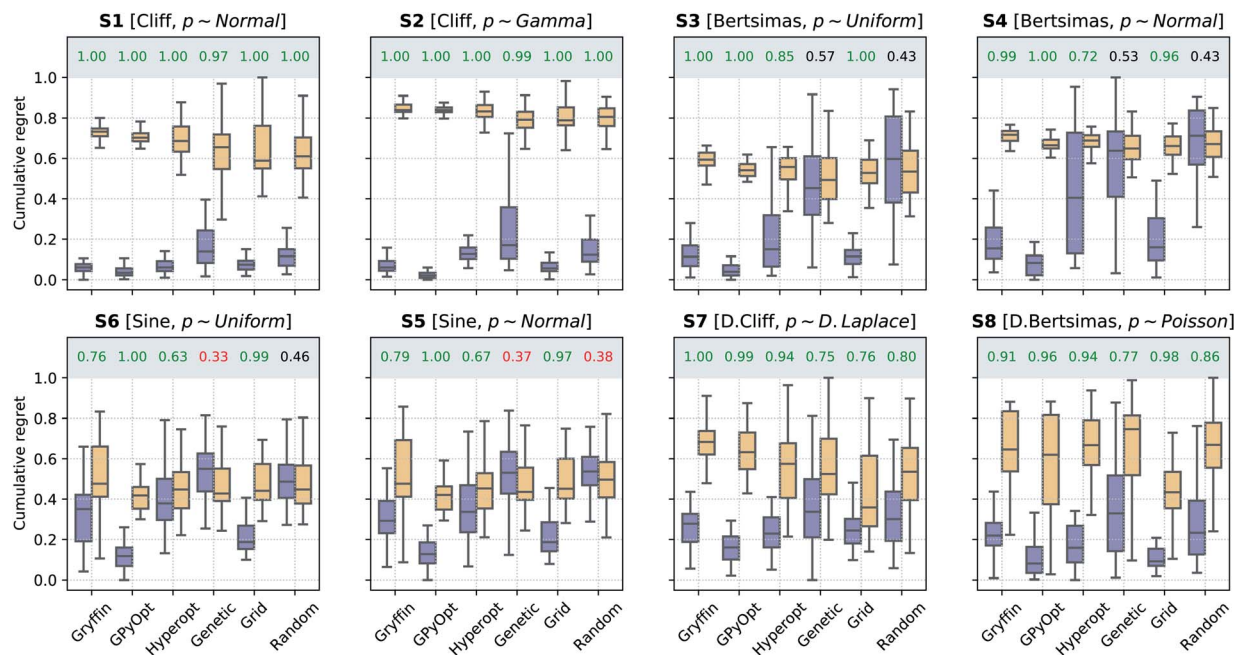 S1 [Cliff, p ~ Normal]
S2 [Cliff, p ~ Gamma]
S3 [Bertsimas, p ~ Uniform]
S4 [Bertsimas, p ~ Normal]
1.00 1.00 1.00 0.97 1.00 1.00
1.00 1.00 1.00 0.99 1.00 1.00
1.00 1.00 0.85 0.57 1.00 0.43
0.99 1.00 0.72 0.53 0.96 0.43
Cumulative regret
1.0
0.8
0.6
0.4
0.2
0.0
S6 [Sine, p ~ Uniform]
S5 [Sine, p ~ Normal]
S7 [D.Cliff, p ~ D. Laplace]
S8 [D.Bertsimas, p ~ Poisson]
0.76 1.00 0.63 0.33 0.99 0.46
0.79 1.00 0.67 0.37 0.97 0.38
1.00 0.99 0.94 0.75 0.76 0.80
0.91 0.96 0.94 0.77 0.98 0.86
Cumulative regret
1.0
0.8
0.6
0.4
0.2
0.0
Gryffin GPyOpt Hyperopt Genetic Grid Random
Gryffin GPyOpt Hyperopt Genetic Grid Random
Gryffin GPyOpt Hyperopt Genetic Grid Random
Gryffin GPyOpt Hyperopt Genetic Grid Random